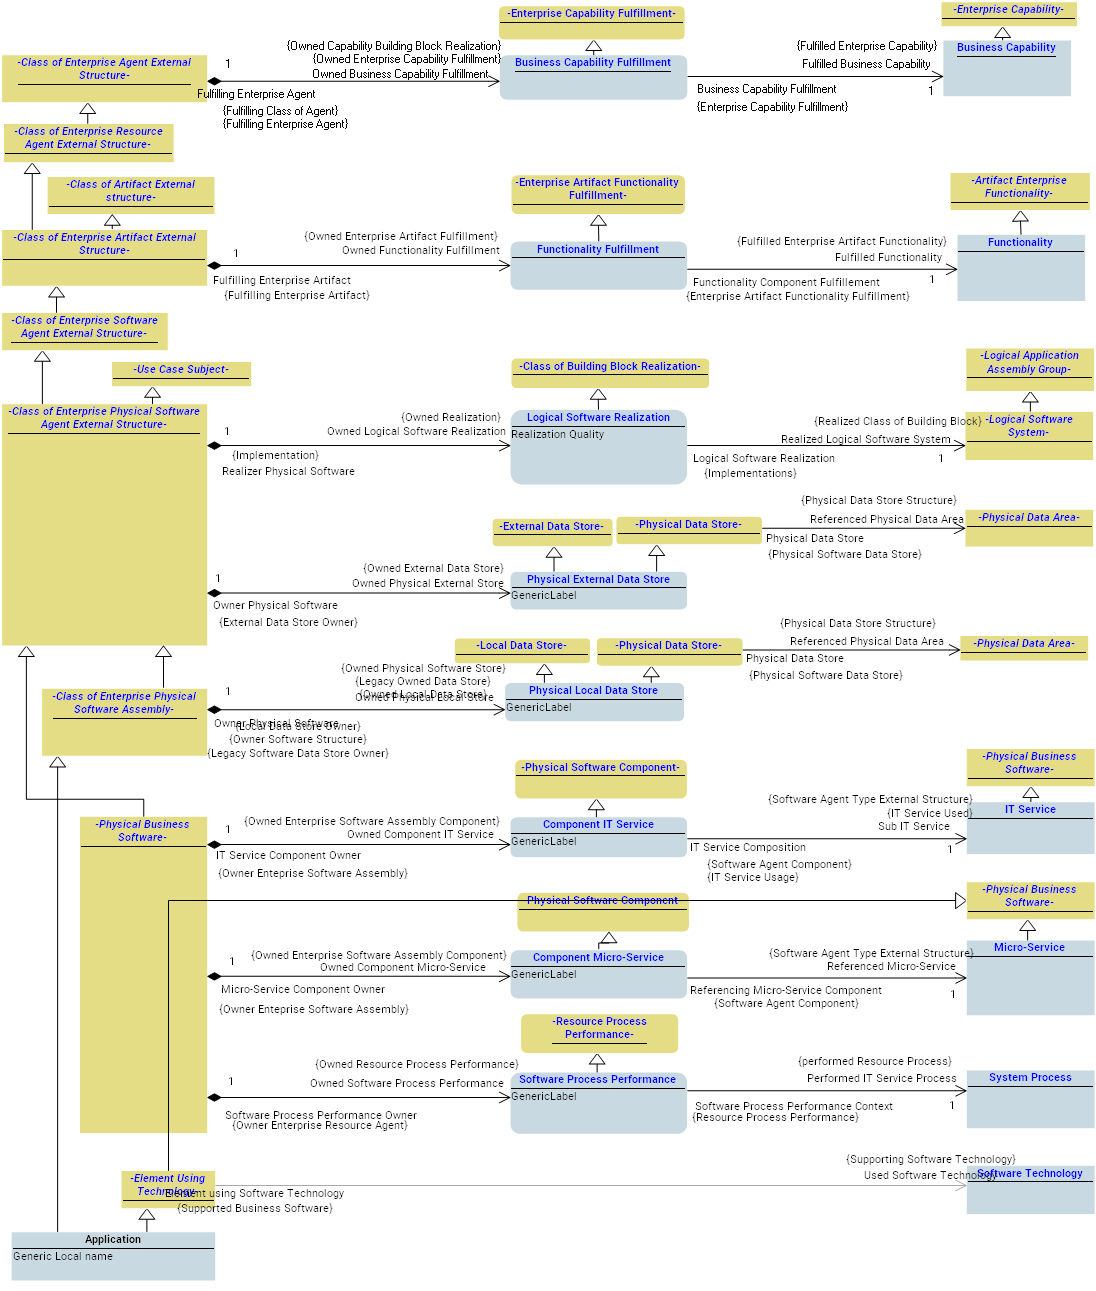 -Enterprise Capability Fulfillment-
-Enterprise Capability-
{Owned Capability Building Block Realization}
{Owned Enterprise Capability Fulfillment}
Owned Business Capability Fulfillment
1
-Class of Enterprise Agent External
Structure-
Business Capability Fulfillment
{Fulfilled Enterprise Capability}
Fulfilled Business Capability
Business Capability
Fulfilling Enterprise Agent
{Fulfilling Class of Agent}
{Fulfilling Enterprise Agent}
Business Capability Fulfillment
1
{Enterprise Capability Fulfillment}
-Class of Enterprise Resource
Agent External Structure-
-Class of Artifact External
structure-
-Enterprise Artifact Functionality
Fulfillment-
-Artifact Enterprise
Functionality-
-Class of Enterprise Artifact External
Structure-
{Owned Enterprise Artifact Fulfillment}
Owned Functionality Fulfillment
1
Functionality Fulfillment
{Fulfilled Enterprise Artifact Functionality}
Fulfilled Functionality
Functionality
Fulfilling Enterprise Artifact
{Fulfilling Enterprise Artifact}
Functionality Component Fulfillement
1
{Enterprise Artifact Functionality Fulfillment}
-Class of Enterprise Software
Agent External Structure-
-Use Case Subject-
-Class of Building Block Realization-
-Logical Application
Assembly Group-
-Class of Enterprise Physical Software
Agent External Structure-
{Owned Realization}
1
Owned Logical Software Realization
Logical Software Realization
Realization Quality
{Realized Class of Building Block}
Realized Logical Software System
-Logical Software
System-
{Implementation}
Realizer Physical Software
Logical Software Realization
1
{Implementations}
{Physical Data Store Structure}
-External Data Store-
-Physical Data Store-
Referenced Physical Data Area
-Physical Data Area-
Physical Data Store
{Physical Software Data Store}
{Owned External Data Store}
1
Owned Physical External Store
Physical External Data Store
GenericLabel
Owner Physical Software
{External Data Store Owner}
{Physical Data Store Structure}
-Local Data Store-
-Physical Data Store-
Referenced Physical Data Area
-Physical Data Area-
Physical Data Store
{Physical Software Data Store}
{Owned Physical Software Store}
{Legacy Owned Data Store}
{Owned Local Data Store}
Owned Physical Local Store
1
-Class of Enterprise Physical
Software Assembly-
Physical Local Data Store
GenericLabel
Owner Physical Software
{Local Data Store Owner}
{Owner Software Structure}
{Legacy Software Data Store Owner}
-Physical Software Component-
-Physical Business
Software-
-Physical Business
Software-
{Owned Enterprise Software Assembly Component}
1
Owned Component IT Service
Component IT Service
GenericLabel
{Software Agent Type External Structure}
{IT Service Used}
Sub IT Service
IT Service
IT Service Component Owner
{Owner Enteprise Software Assembly}
IT Service Composition
1
{Software Agent Component}
{IT Service Usage}
-Physical Software Component-
-Physical Business
Software-
{Owned Enterprise Software Assembly Component}
1
Owned Component Micro-Service
Component Micro-Service
GenericLabel
{Software Agent Type External Structure}
Referenced Micro-Service
Micro-Service
Micro-Service Component Owner
{Owner Enteprise Software Assembly}
Referencing Micro-Service Component
1
{Software Agent Component}
-Resource Process
Performance-
{Owned Resource Process Performance}
1
Owned Software Process Performance
Software Process Performance
GenericLabel
{performed Resource Process}
Performed IT Service Process
System Process
Software Process Performance Owner
{Owner Enterprise Resource Agent}
Software Process Performance Context
1
{Resource Process Performance}
-Element Using
Technology-
{Supporting Software Technology}
Used Software Technology
Software Technology
Element using Software Technology
{Supported Business Software}
Application
Generic Local name